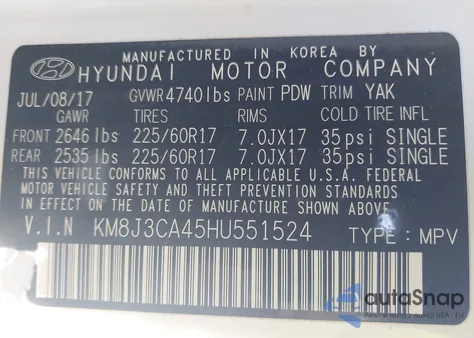 MANUFACTURED IN KOREA BY
HYUNDAI MOTOR COMPANY
JUL/08/17 GVWR 4740lbs PAINT PDW TRIM YAK
GAWR TIRES RIMS COLD TIRE INFL
FRONT 2646 lbs 225/60R17 7.0JX17 35psi SINGLE
REAR 2535 lbs 225/60R17 7.0JX17 35psi SINGLE
THIS VEHICLE CONFORMS TO ALL APPLICABLE U.S.A. FEDERAL
MOTOR VEHICLE SAFETY BUMPER, AND THEFT PREVENTION STANDARDS
IN EFFECT ON THE DATE OF MANUFACTURE SHOWN ABOVE.
V.I.N KM8J3CA45HU551524 TYPE: MPV
autoSnap